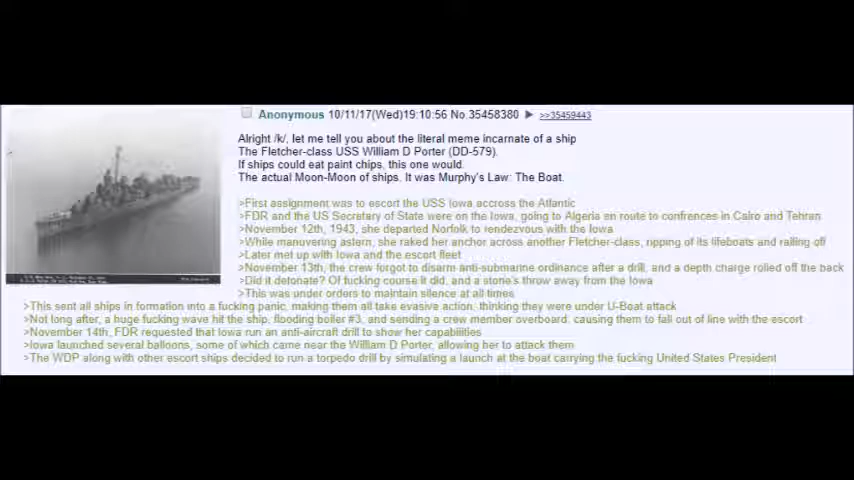 Anonymous 10/11/17(Wed)19:10:56 No.35458380 ▶ >>35459443
Alright /k/, let me tell you about the literal meme incarnate of a ship
The Fletcher-class USS William D Porter (DD-579).
If ships could eat paint chips, this one would.
The actual Moon-Moon of ships. It was Murphy's Law: The Boat.
>First assignment was to escort the USS Iowa accross the Atlantic
>FDR and the US Secretary of State were on the Iowa, going to Algeria en route to confrences in Cairo and Tehran
>November 12th, 1943, she departed Norfolk to rendezvous with the Iowa
>While manuvering astern, she raked her anchor across another Fletcher-class, ripping of its lifeboats and railing off
>Later met up with Iowa and the escort fleet
>November 13th, the crew forgot to disarm anti-submarine ordinance after a drill, and a depth charge rolled off the back
>Did it detonate? Of fucking course it did, and a stone's throw away from the Iowa
>This was under orders to maintain silence at all times
>This sent all ships in formation into a fucking panic, making them all take evasive action, thinking they were under U-Boat attack
>Not long after, a huge fucking wave hit the ship, flooding boiler #3, and sending a crew member overboard, causing them to fall out of line with the escort
>November 14th, FDR requested that Iowa run an anti-aircraft drill to show her capabilities
>Iowa launched several balloons, some of which came near the William D Porter, allowing her to attack them
>The WDP along with other escort ships decided to run a torpedo drill by simulating a launch at the boat carrying the fucking United States President